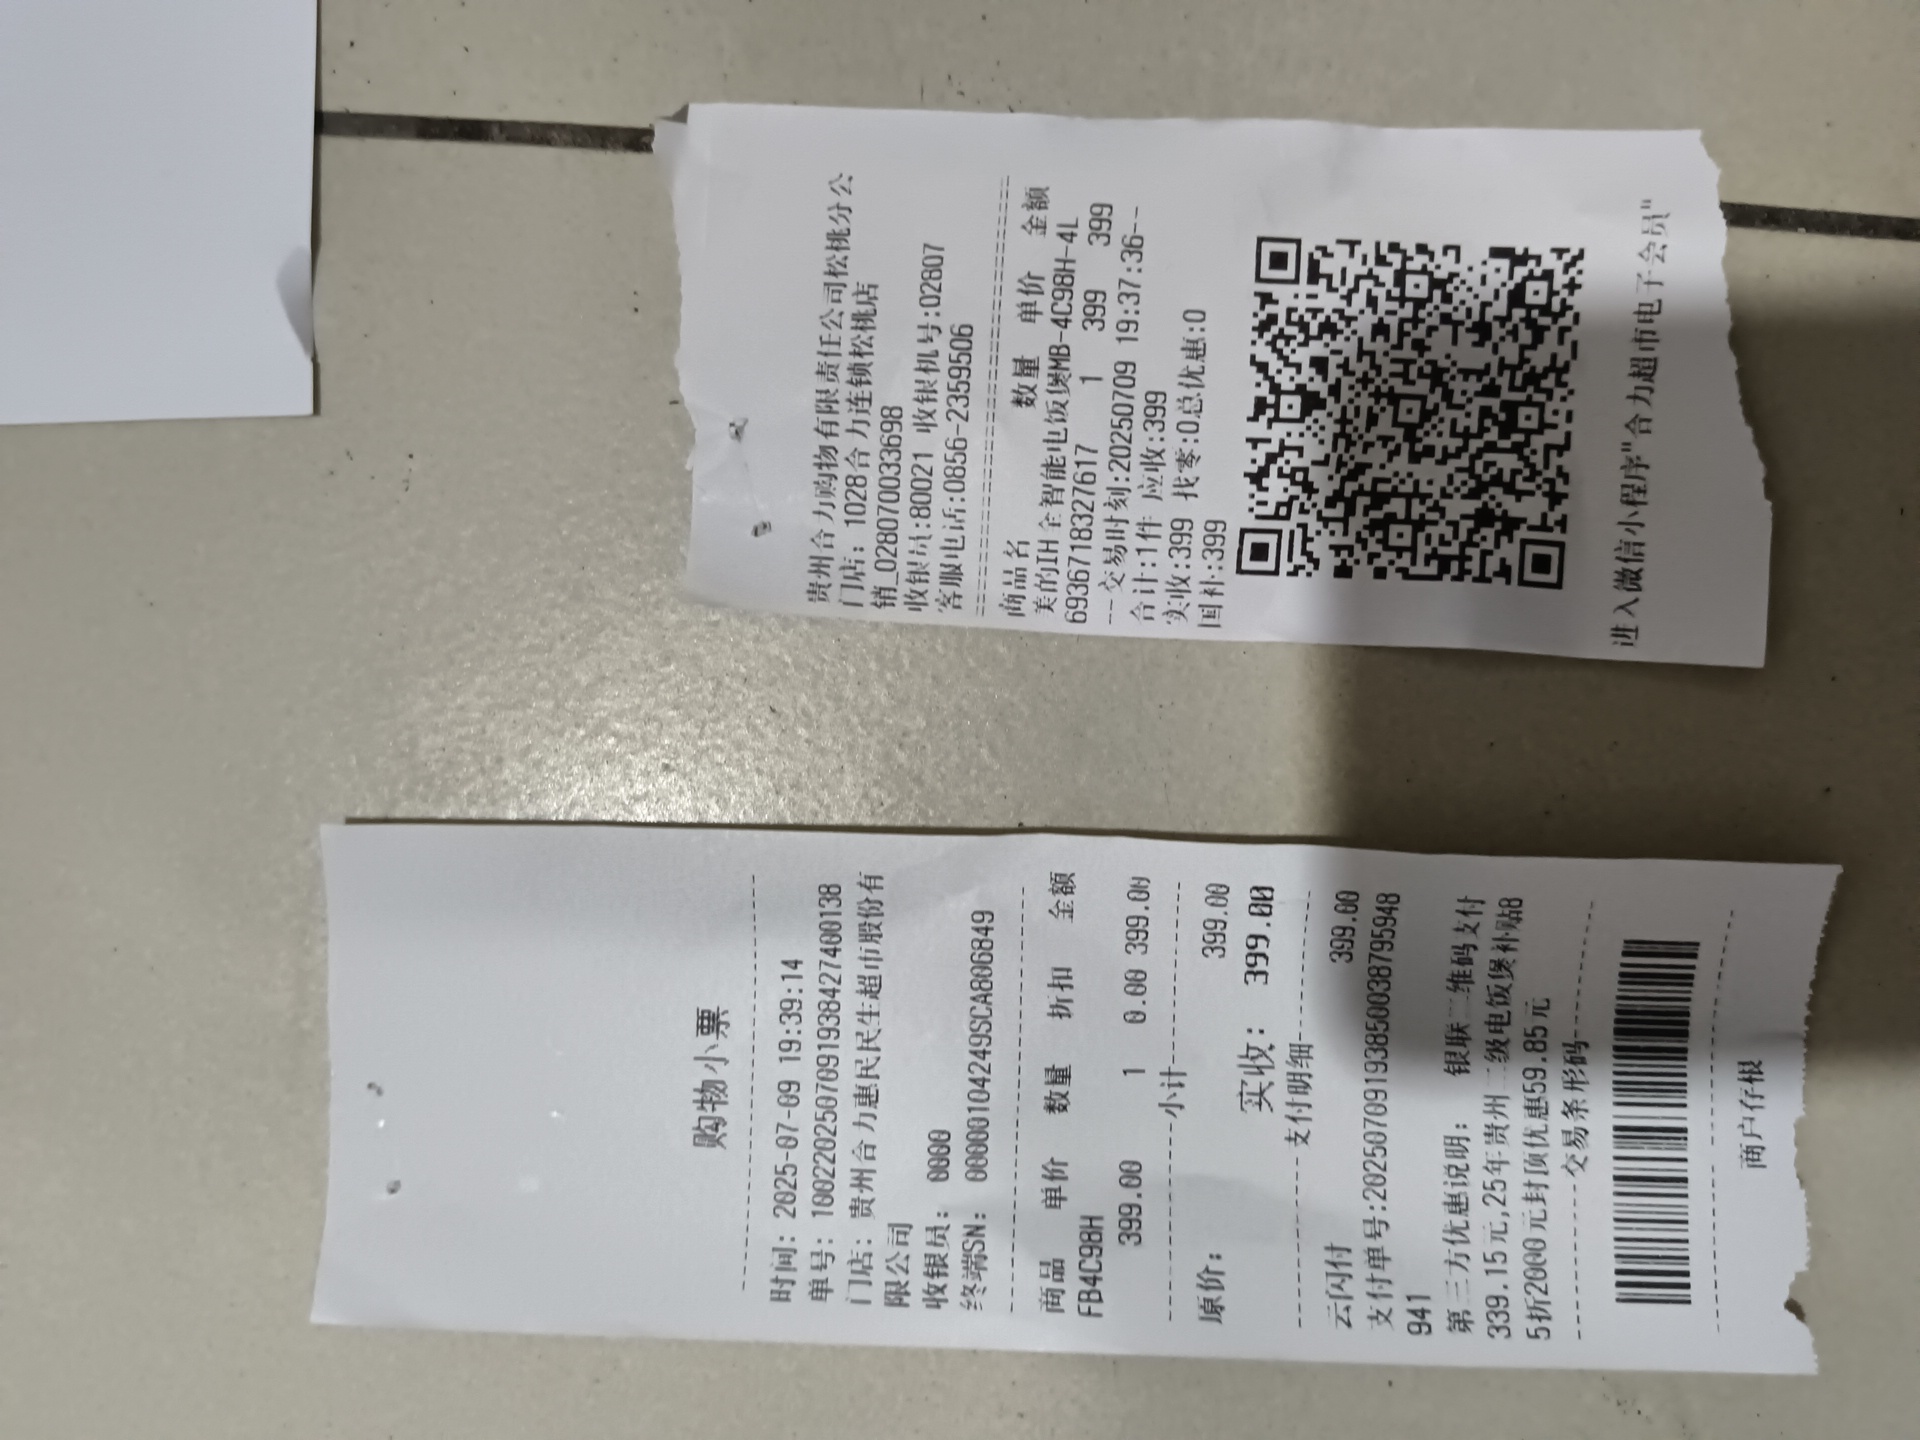 贵州合力购物有限责任公司松桃分公
门店: 1028合力连锁松桃店
销_0280700033698
收银员:80021 收银机号:02807
客服电话:0856-2359506
商品名 数量 单价 金额
美的IH全智能电饭煲MB-4C98H-4L
6936718327617 1 399 399
--交易时刻:20250709 19:37:36--
合计:1件 应收:399
实收:399 找零:0总优惠:0
国补:399
进入微信小程序"合力超市电子会员"
购物小票
时间: 2025-07-09 19:39:14
单号: 10022025070919384274​00138
门店: 贵州合力惠民民生超市股份有
限公司
收银员: 0000
终端SN: 00000104249SCA806849
商品 单价 数量 折扣 金额
FB4C98H
399.00 1 0.00 399.00
小计
原价: 399.00
实收: 399.00
支付明细
云闪付 399.00
支付单号:20250709193850038795948
941
第三方优惠说明: 银联二维码支付
339.15元,25年贵州二级电饭煲补贴8
5折2000元封顶优惠59.85元
交易条形码
商户存根